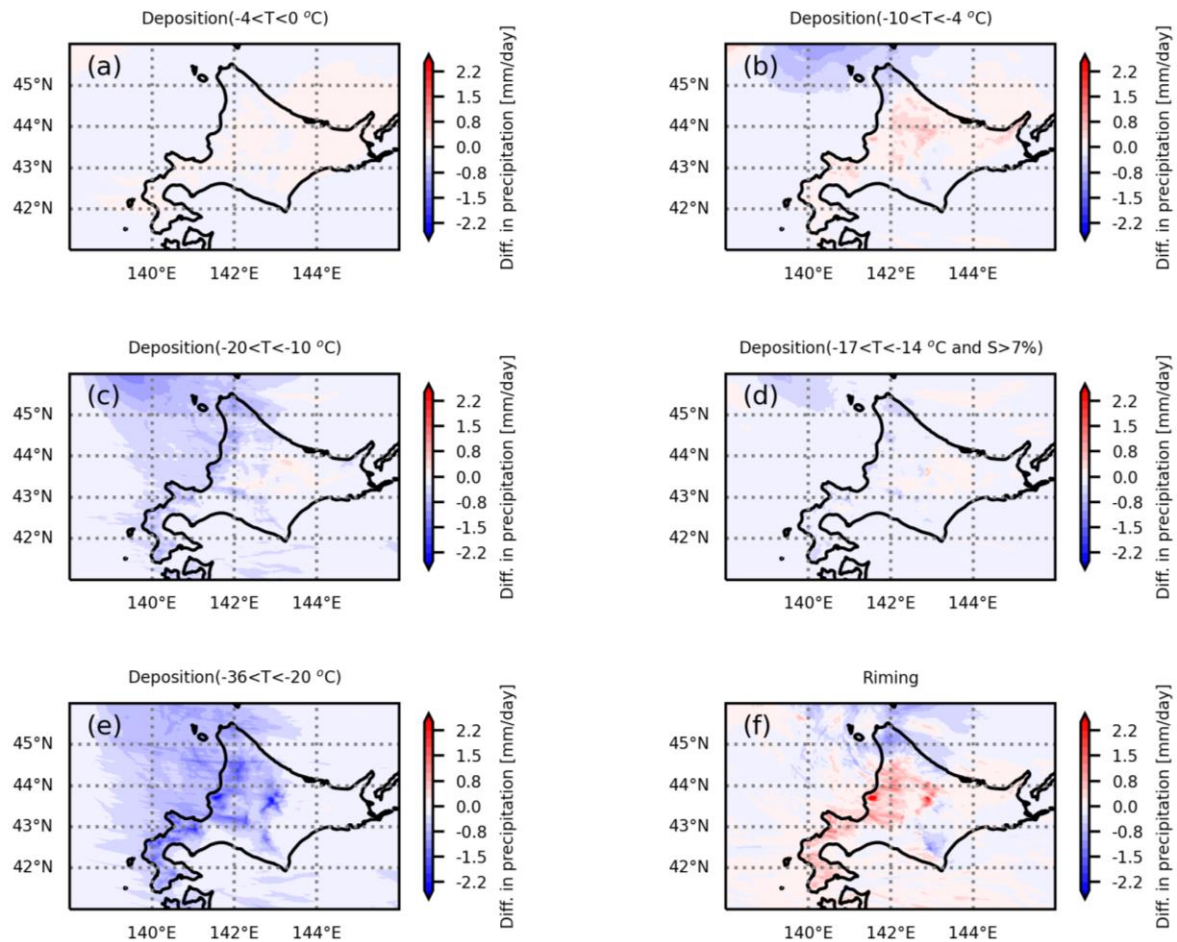 Deposition(-4<T<0 °C)
(a)
45°N
44°N
43°N
42°N
140°E 142°E 144°E
2.2
1.5
0.8
0.0
-0.8
-1.5
-2.2
Diff. in precipitation [mm/day]
Deposition(-10<T<-4 °C)
(b)
45°N
44°N
43°N
42°N
140°E 142°E 144°E
2.2
1.5
0.8
0.0
-0.8
-1.5
-2.2
Diff. in precipitation [mm/day]
Deposition(-20<T<-10 °C)
(c)
45°N
44°N
43°N
42°N
140°E 142°E 144°E
2.2
1.5
0.8
0.0
-0.8
-1.5
-2.2
Diff. in precipitation [mm/day]
Deposition(-17<T<-14 °C and S>7%)
(d)
45°N
44°N
43°N
42°N
140°E 142°E 144°E
2.2
1.5
0.8
0.0
-0.8
-1.5
-2.2
Diff. in precipitation [mm/day]
Deposition(-36<T<-20 °C)
(e)
45°N
44°N
43°N
42°N
140°E 142°E 144°E
2.2
1.5
0.8
0.0
-0.8
-1.5
-2.2
Diff. in precipitation [mm/day]
Riming
(f)
45°N
44°N
43°N
42°N
140°E 142°E 144°E
2.2
1.5
0.8
0.0
-0.8
-1.5
-2.2
Diff. in precipitation [mm/day]